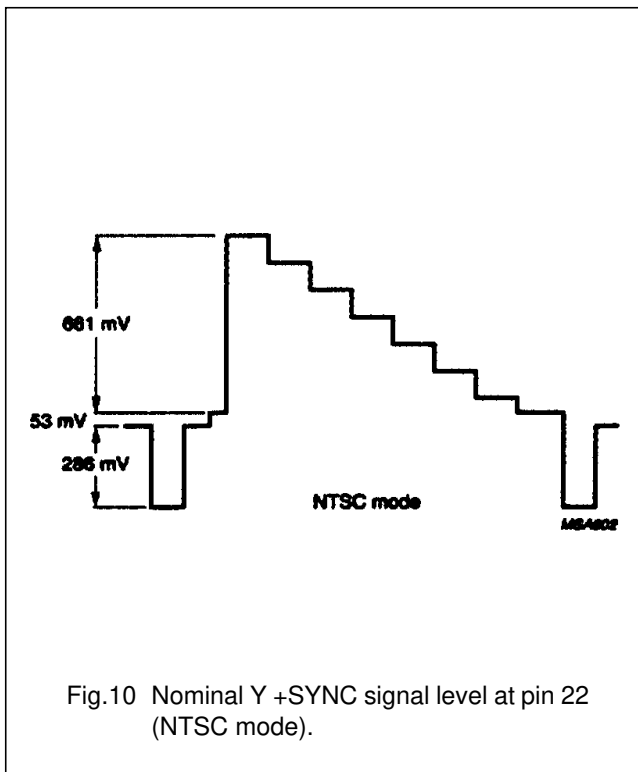 661 mV
53 mV
286 mV
NTSC mode
MSA602
Fig.10 Nominal Y +SYNC signal level at pin 22
(NTSC mode).